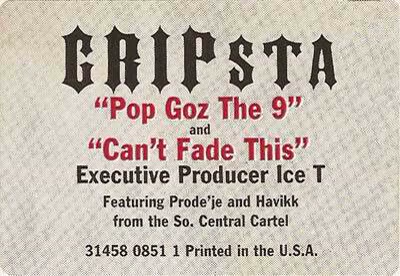 GRIPSTA
“Pop Goz The 9”
and
“Can't Fade This”
Executive Producer Ice T
Featuring Prode'je and Havikk
from the So. Central Cartel
31458 0851 1 Printed in the U.S.A.